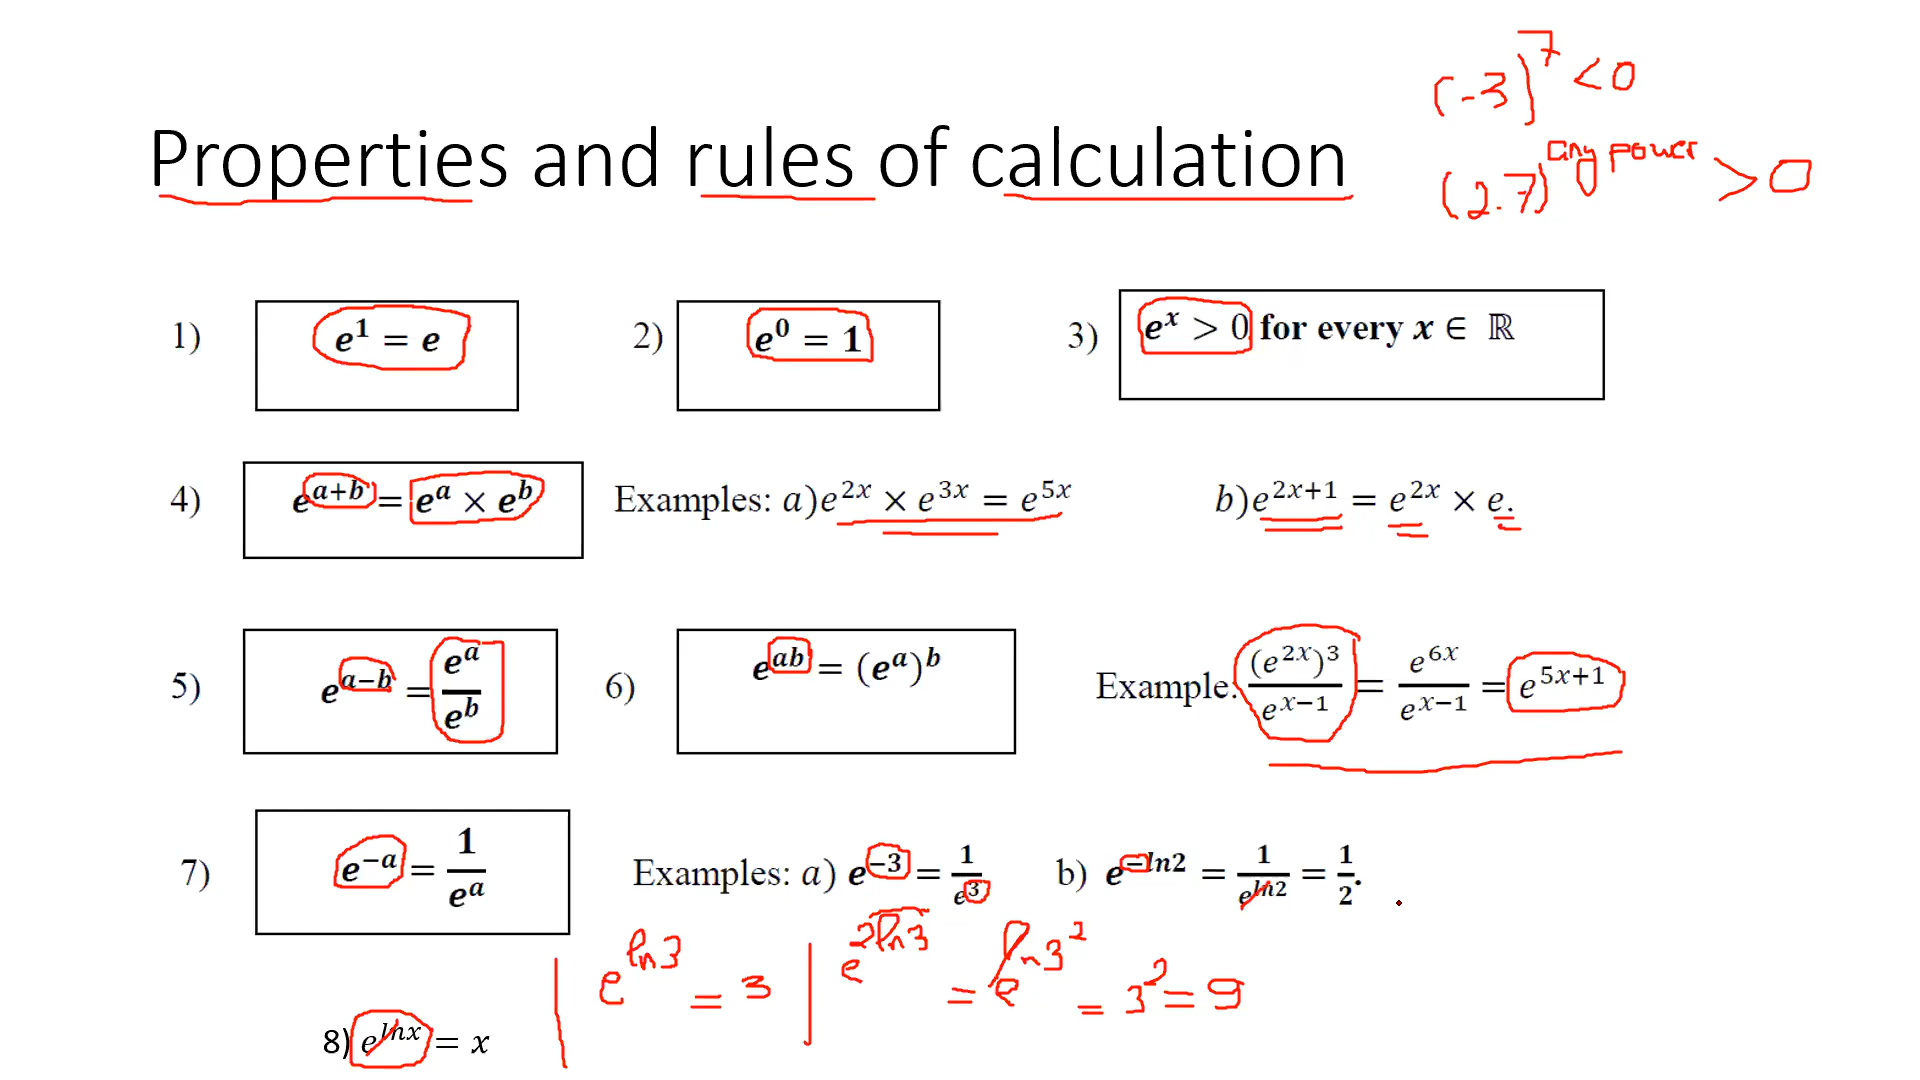 (-3)^7 < 0
Properties and rules of calculation
(2.7)^any power > 0
1) e^1 = e 2) e^0 = 1 3) e^x > 0 for every x ∈ ℝ
4) e^{a+b} = e^a × e^b Examples: a) e^{2x} × e^{3x} = e^{5x} b) e^{2x+1} = e^{2x} × e.
5) e^{a−b} = e^a / e^b 6) e^{ab} = (e^a)^b Example: (e^{2x})^3 / e^{x−1} = e^{6x} / e^{x−1} = e^{5x+1}
7) e^{−a} = 1 / e^a Examples: a) e^{−3} = 1 / e^3 b) e^{−ln2} = 1 / e^{ln2} = 1/2.
e^{ln3} = 3 | e^{2ln3} = e^{ln3^2} = 3^2 = 9
8) e^{lnx} = x